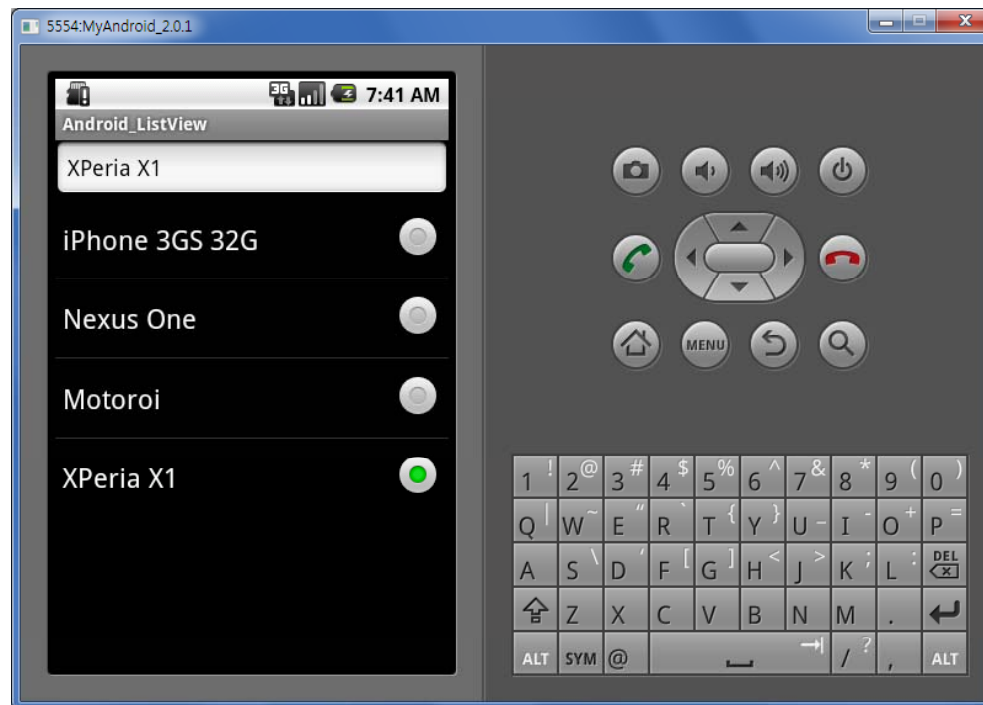 5554:MyAndroid_2.0.1
3G 7:41 AM
Android_ListView
XPeria X1
iPhone 3GS 32G
Nexus One
Motoroi
XPeria X1
MENU
1 ! 2 @ 3 # 4 $ 5 % 6 ^ 7 & 8 * 9 ( 0 )
Q | W ~ E " R ` T { Y } U - I - O + P =
A S \ D ' F [ G ] H < J > K ; L : DEL
Z X C V B N M .
ALT SYM @ / ? , ALT